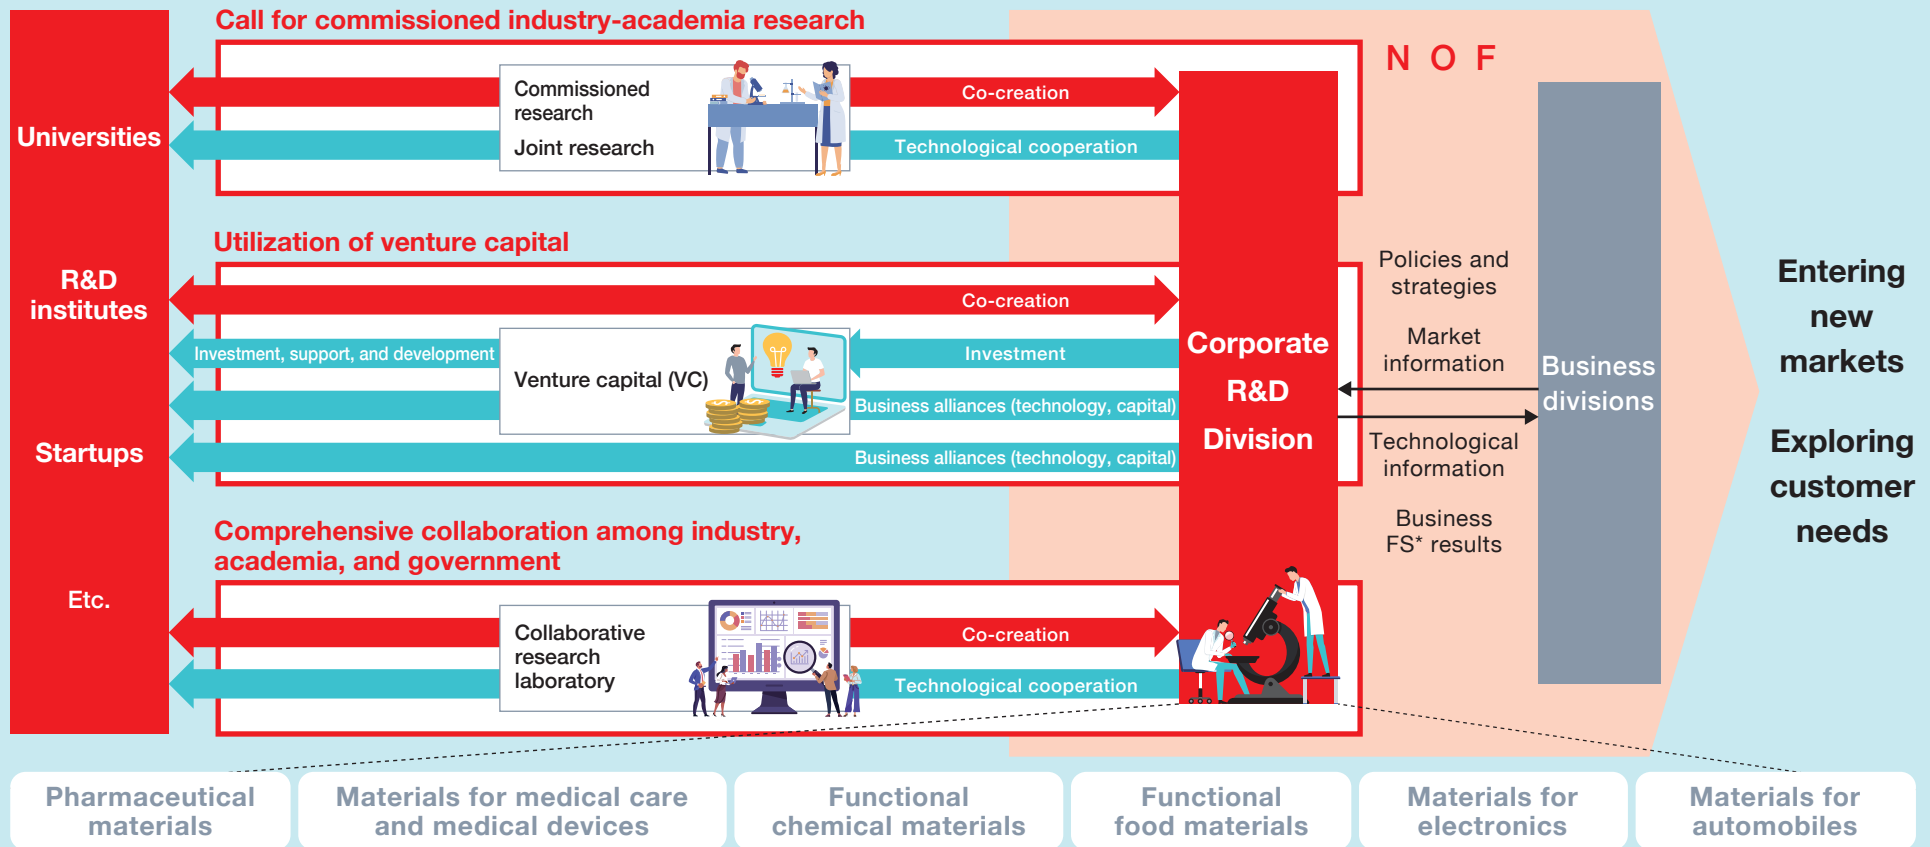 Call for commissioned industry-academia research
N O F
Universities
R&D
institutes
Startups
Etc.
Commissioned
research
Joint research
Co-creation
Technological cooperation
Utilization of venture capital
Co-creation
Investment, support, and development
Venture capital (VC)
Investment
Business alliances (technology, capital)
Business alliances (technology, capital)
Comprehensive collaboration among industry,
academia, and government
Collaborative
research
laboratory
Co-creation
Technological cooperation
Corporate
R&D
Division
Policies and
strategies
Market
information
Technological
information
Business
FS* results
Business
divisions
Entering
new
markets
Exploring
customer
needs
Pharmaceutical
materials
Materials for medical care
and medical devices
Functional
chemical materials
Functional
food materials
Materials for
electronics
Materials for
automobiles